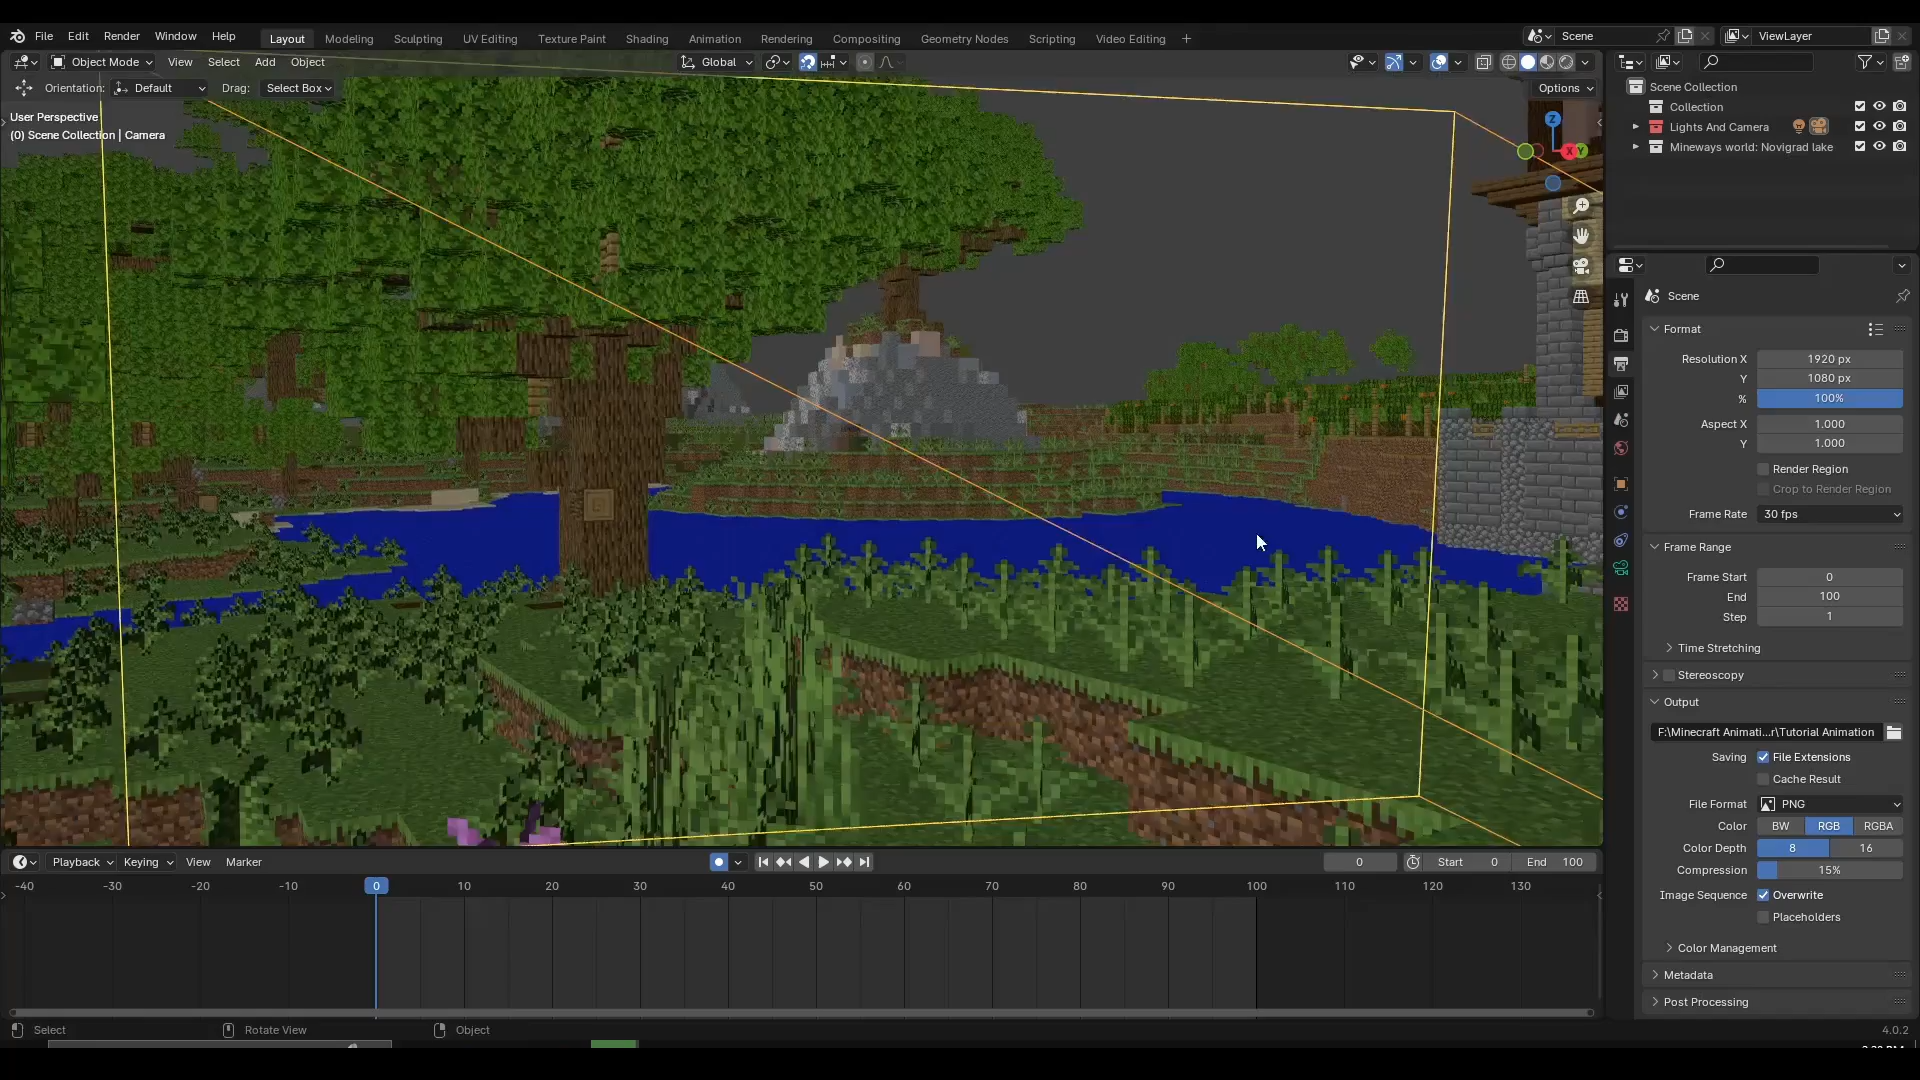 File Edit Render Window Help Layout Modeling Sculpting UV Editing Texture Paint Shading Animation Rendering Compositing Geometry Nodes Scripting Video Editing + Scene ViewLayer
Object Mode View Select Add Object Global
Orientation: Default Drag: Select Box Options
User Perspective
(0) Scene Collection | Camera
Z
X
Y
Scene Collection
Collection
Lights And Camera
Mineways world: Novigrad lake
Scene
Format
Resolution X 1920 px
Y 1080 px
% 100%
Aspect X 1.000
Y 1.000
Render Region
Crop to Render Region
Frame Rate 30 fps
Frame Range
Frame Start 0
End 100
Step 1
Time Stretching
Stereoscopy
Output
F:\Minecraft Animati...r\Tutorial Animation
Saving File Extensions
Cache Result
File Format PNG
Color BW RGB RGBA
Color Depth 8 16
Compression 15%
Image Sequence Overwrite
Placeholders
Color Management
Metadata
Post Processing
Playback Keying View Marker 0 Start 0 End 100
-40 -30 -20 -10 0 10 20 30 40 50 60 70 80 90 100 110 120 130
Select Rotate View Object 4.0.2